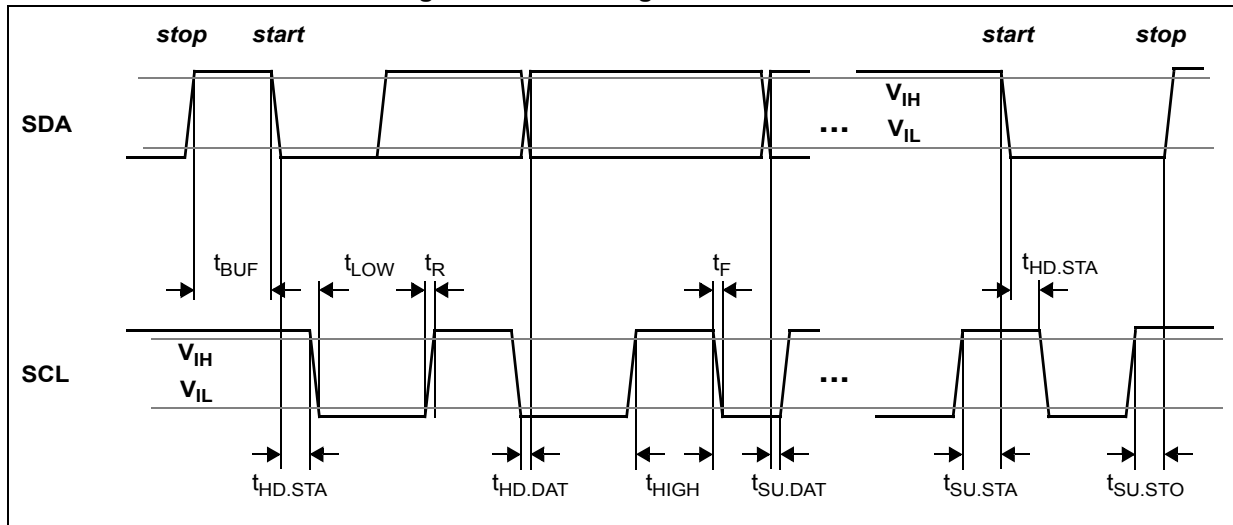 stop start start stop
SDA
V_IH
V_IL
...
t_BUF t_LOW t_R t_F t_HD.STA
SCL
V_IH
V_IL
...
t_HD.STA t_HD.DAT t_HIGH t_SU.DAT t_SU.STA t_SU.STO